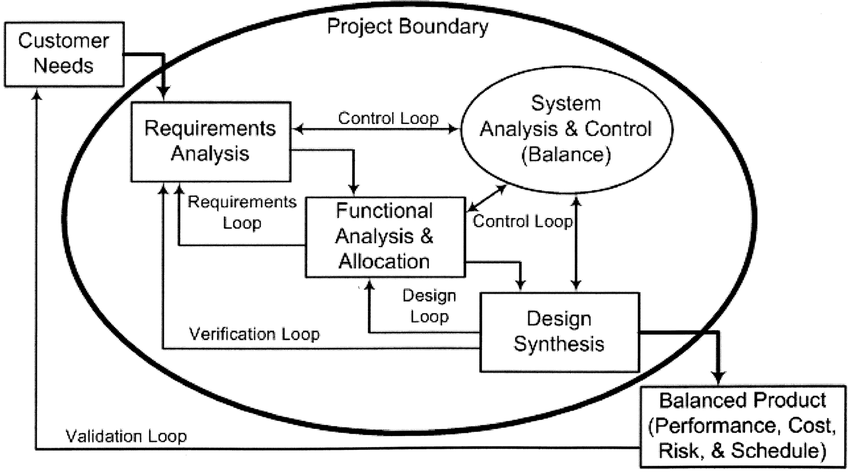 Project Boundary
Customer
Needs
Requirements
Analysis
Control Loop
System
Analysis & Control
(Balance)
Requirements
Loop
Functional
Analysis &
Allocation
Control Loop
Design
Loop
Design
Synthesis
Verification Loop
Balanced Product
(Performance, Cost,
Risk, & Schedule)
Validation Loop